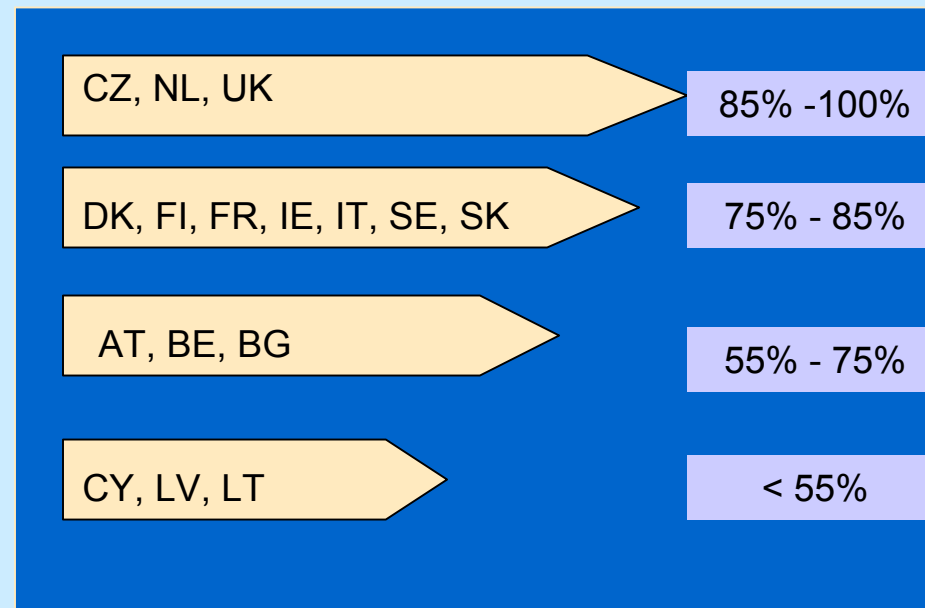 CZ, NL, UK
85% -100%
DK, FI, FR, IE, IT, SE, SK
75% - 85%
AT, BE, BG
55% - 75%
CY, LV, LT
< 55%